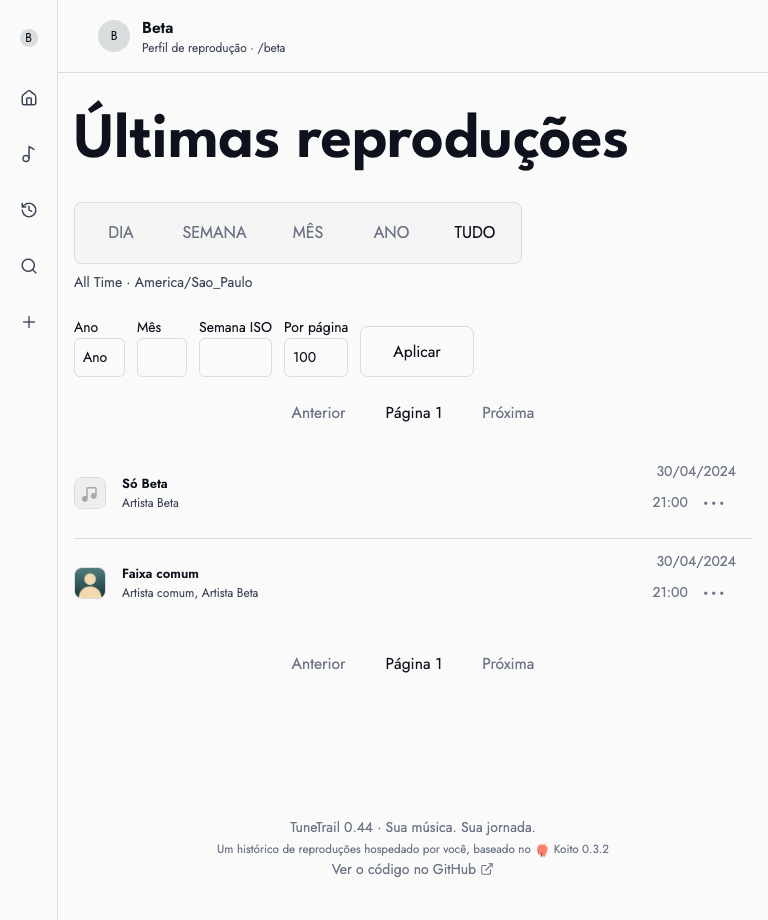 B
B
Beta
Perfil de reprodução · /beta
Últimas reproduções
DIA SEMANA MÊS ANO TUDO
All Time · America/Sao_Paulo
Ano Mês Semana ISO Por página
Ano 100 Aplicar
Anterior Página 1 Próxima
30/04/2024
Só Beta
Artista Beta
21:00
30/04/2024
Faixa comum
Artista comum, Artista Beta
21:00
Anterior Página 1 Próxima
TuneTrail 0.44 · Sua música. Sua jornada.
Um histórico de reproduções hospedado por você, baseado no Koito 0.3.2
Ver o código no GitHub